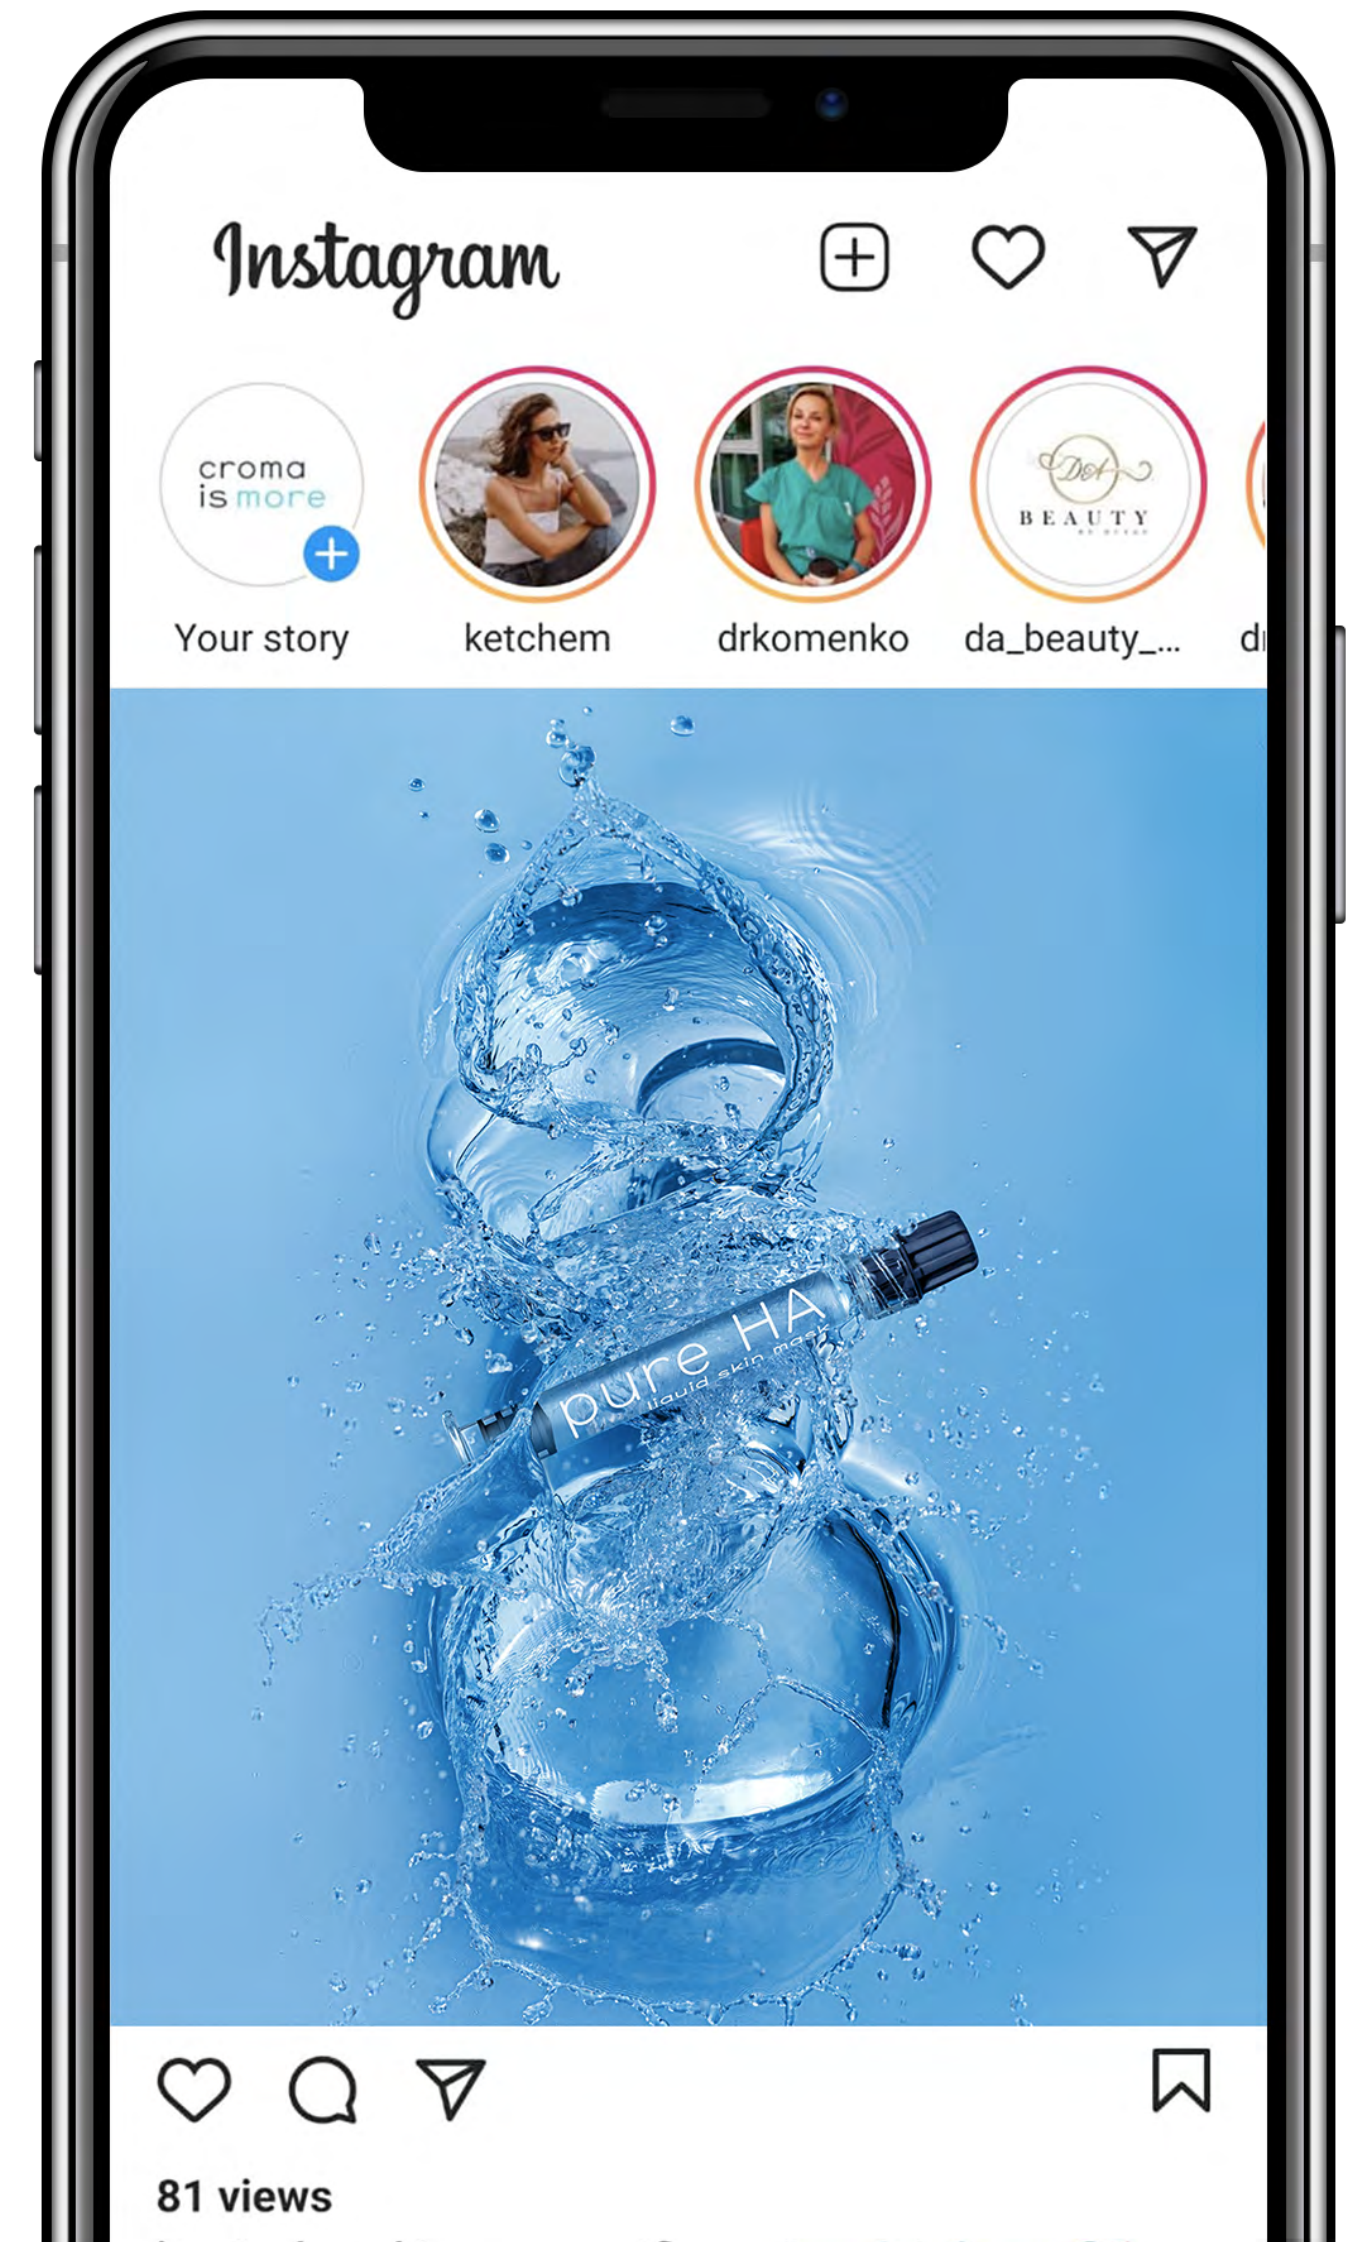 Instagram
croma
is more
BEAUTY
Your story
ketchem
drkomenko
da_beauty_...
pure HA
liquid skin mask
81 views